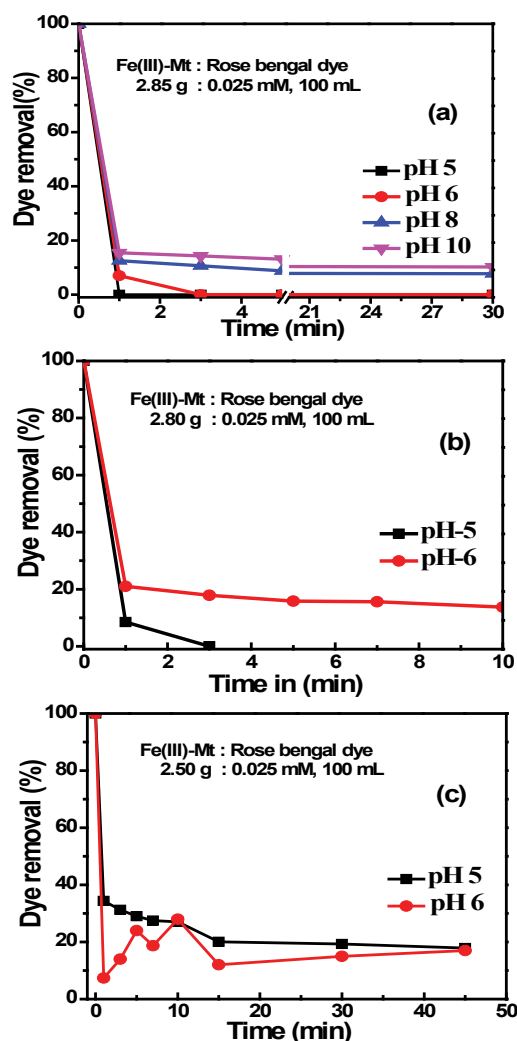 100
80
60
40
20
0
Dye removal(%)
Fe(III)-Mt : Rose bengal dye
2.85 g : 0.025 mM, 100 mL
(a)
pH 5
pH 6
pH 8
pH 10
0 2 4 21 24 27 30
Time (min)
100
80
60
40
20
0
Dye removal (%)
Fe(III)-Mt : Rose bengal dye
2.80 g : 0.025 mM, 100 mL
(b)
pH-5
pH-6
0 2 4 6 8 10
Time in (min)
100
80
60
40
20
0
Dye removal (%)
Fe(III)-Mt : Rose bengal dye
2.50 g : 0.025 mM, 100 mL
(c)
pH 5
pH 6
0 10 20 30 40 50
Time (min)